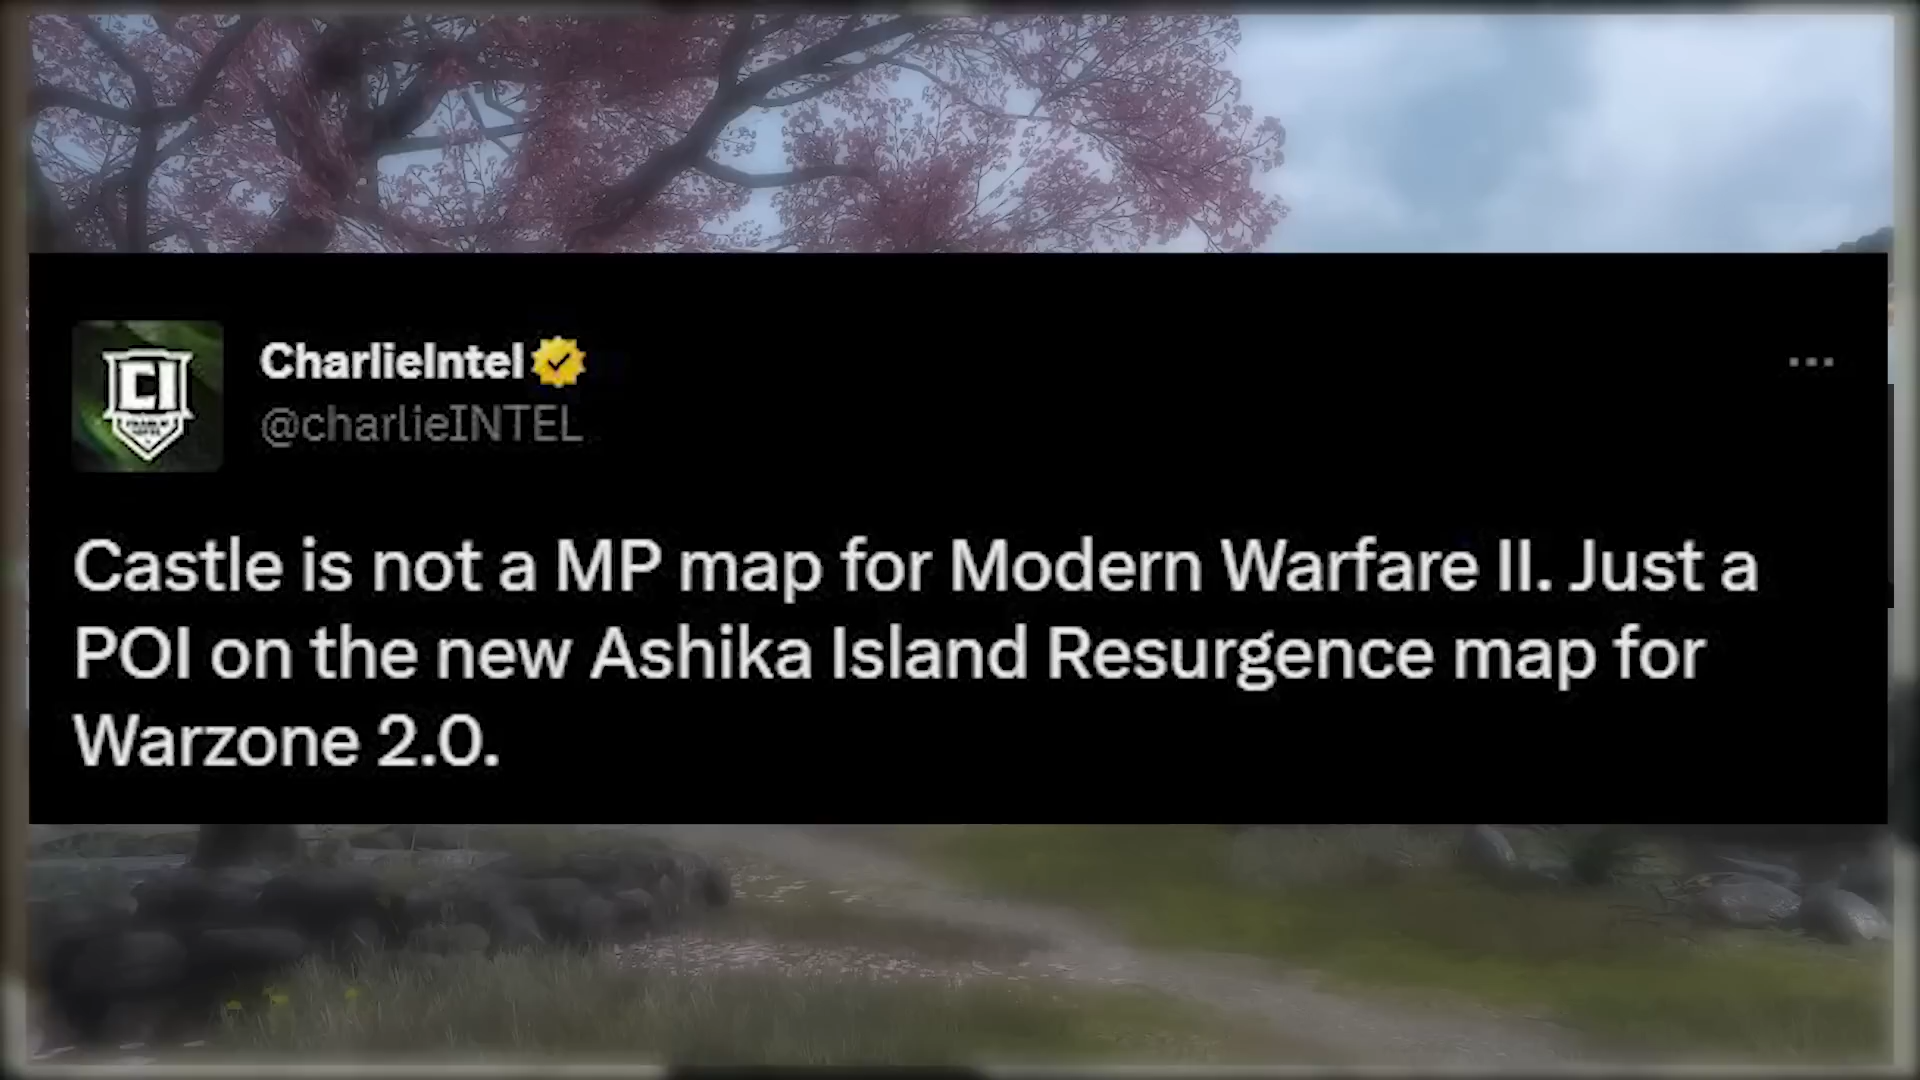 CharlieIntel
@charlieINTEL
CI
Castle is not a MP map for Modern Warfare II. Just a
POI on the new Ashika Island Resurgence map for
Warzone 2.0.